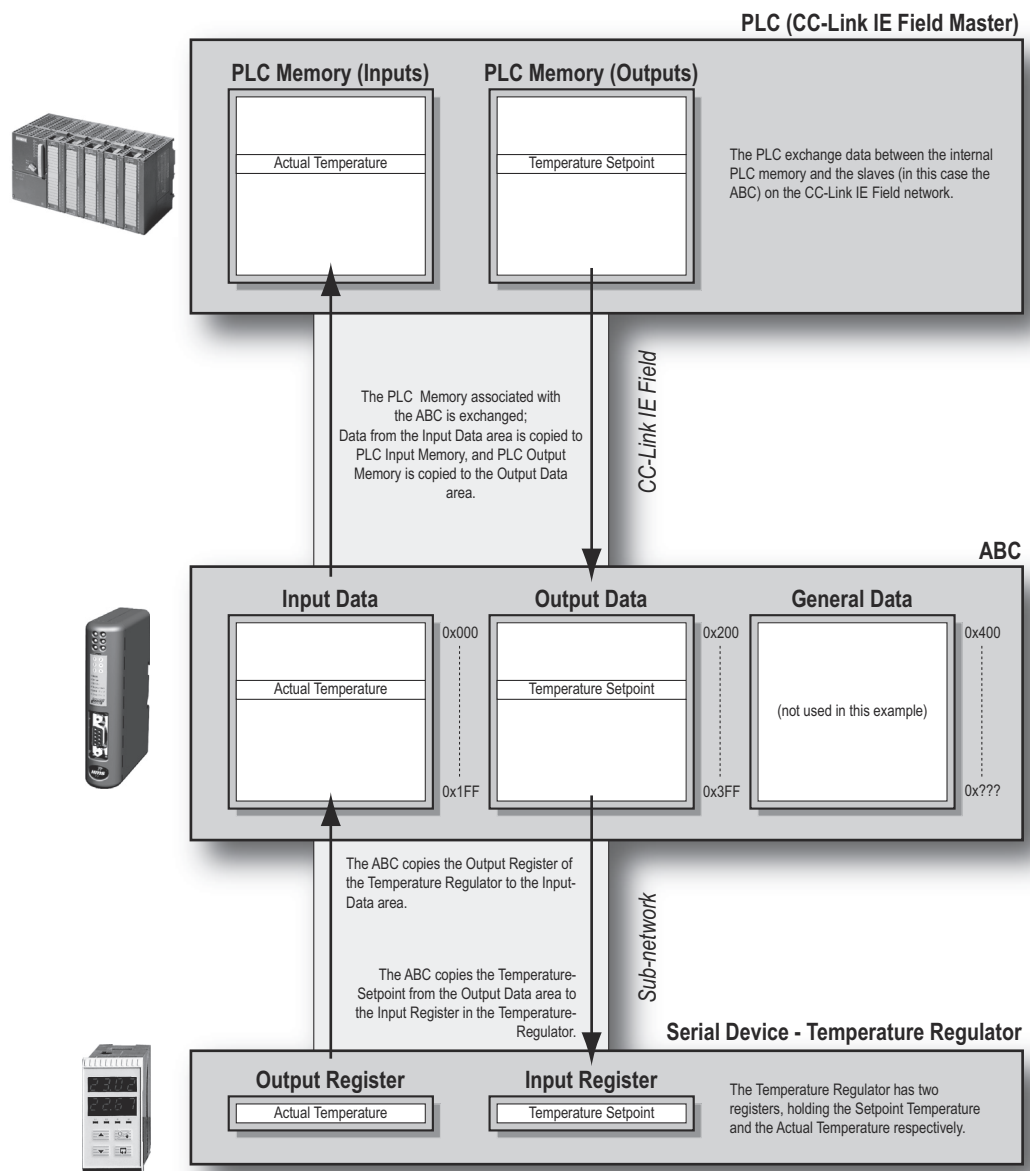 PLC (CC-Link IE Field Master)
PLC Memory (Inputs)
PLC Memory (Outputs)
Actual Temperature
Temperature Setpoint
The PLC exchange data between the internal
PLC memory and the slaves (in this case the
ABC) on the CC-Link IE Field network.
The PLC Memory associated with
the ABC is exchanged;
Data from the Input Data area is copied to
PLC Input Memory, and PLC Output
Memory is copied to the Output Data
area.
CC-Link IE Field
ABC
Input Data
Output Data
General Data
0x000
0x200
0x400
Actual Temperature
Temperature Setpoint
(not used in this example)
0x1FF
0x3FF
0x???
The ABC copies the Output Register of
the Temperature Regulator to the Input-
Data area.
The ABC copies the Temperature-
Setpoint from the Output Data area to
the Input Register in the Temperature-
Regulator.
Sub-network
Serial Device - Temperature Regulator
Output Register
Input Register
Actual Temperature
Temperature Setpoint
The Temperature Regulator has two
registers, holding the Setpoint Temperature
and the Actual Temperature respectively.